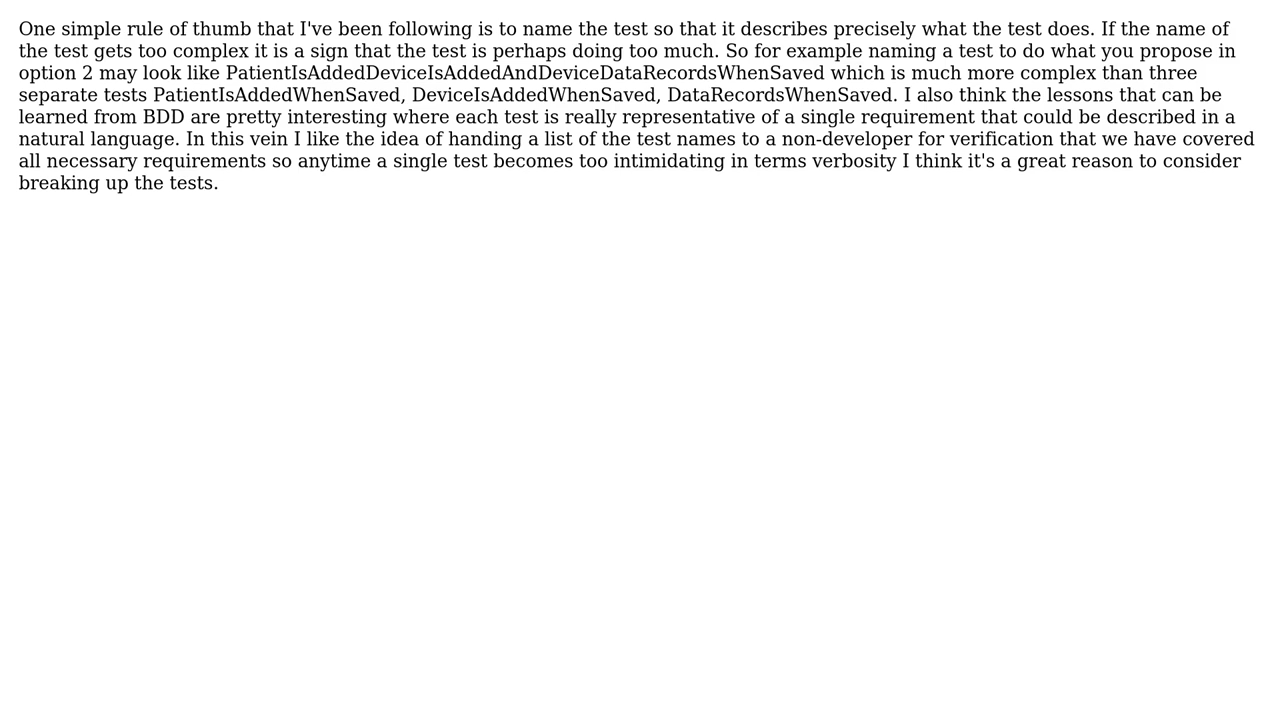 One simple rule of thumb that I've been following is to name the test so that it describes precisely what the test does. If the name of
the test gets too complex it is a sign that the test is perhaps doing too much. So for example naming a test to do what you propose in
option 2 may look like PatientIsAddedDeviceIsAddedAndDeviceDataRecordsWhenSaved which is much more complex than three
separate tests PatientIsAddedWhenSaved, DeviceIsAddedWhenSaved, DataRecordsWhenSaved. I also think the lessons that can be
learned from BDD are pretty interesting where each test is really representative of a single requirement that could be described in a
natural language. In this vein I like the idea of handing a list of the test names to a non-developer for verification that we have covered
all necessary requirements so anytime a single test becomes too intimidating in terms verbosity I think it's a great reason to consider
breaking up the tests.